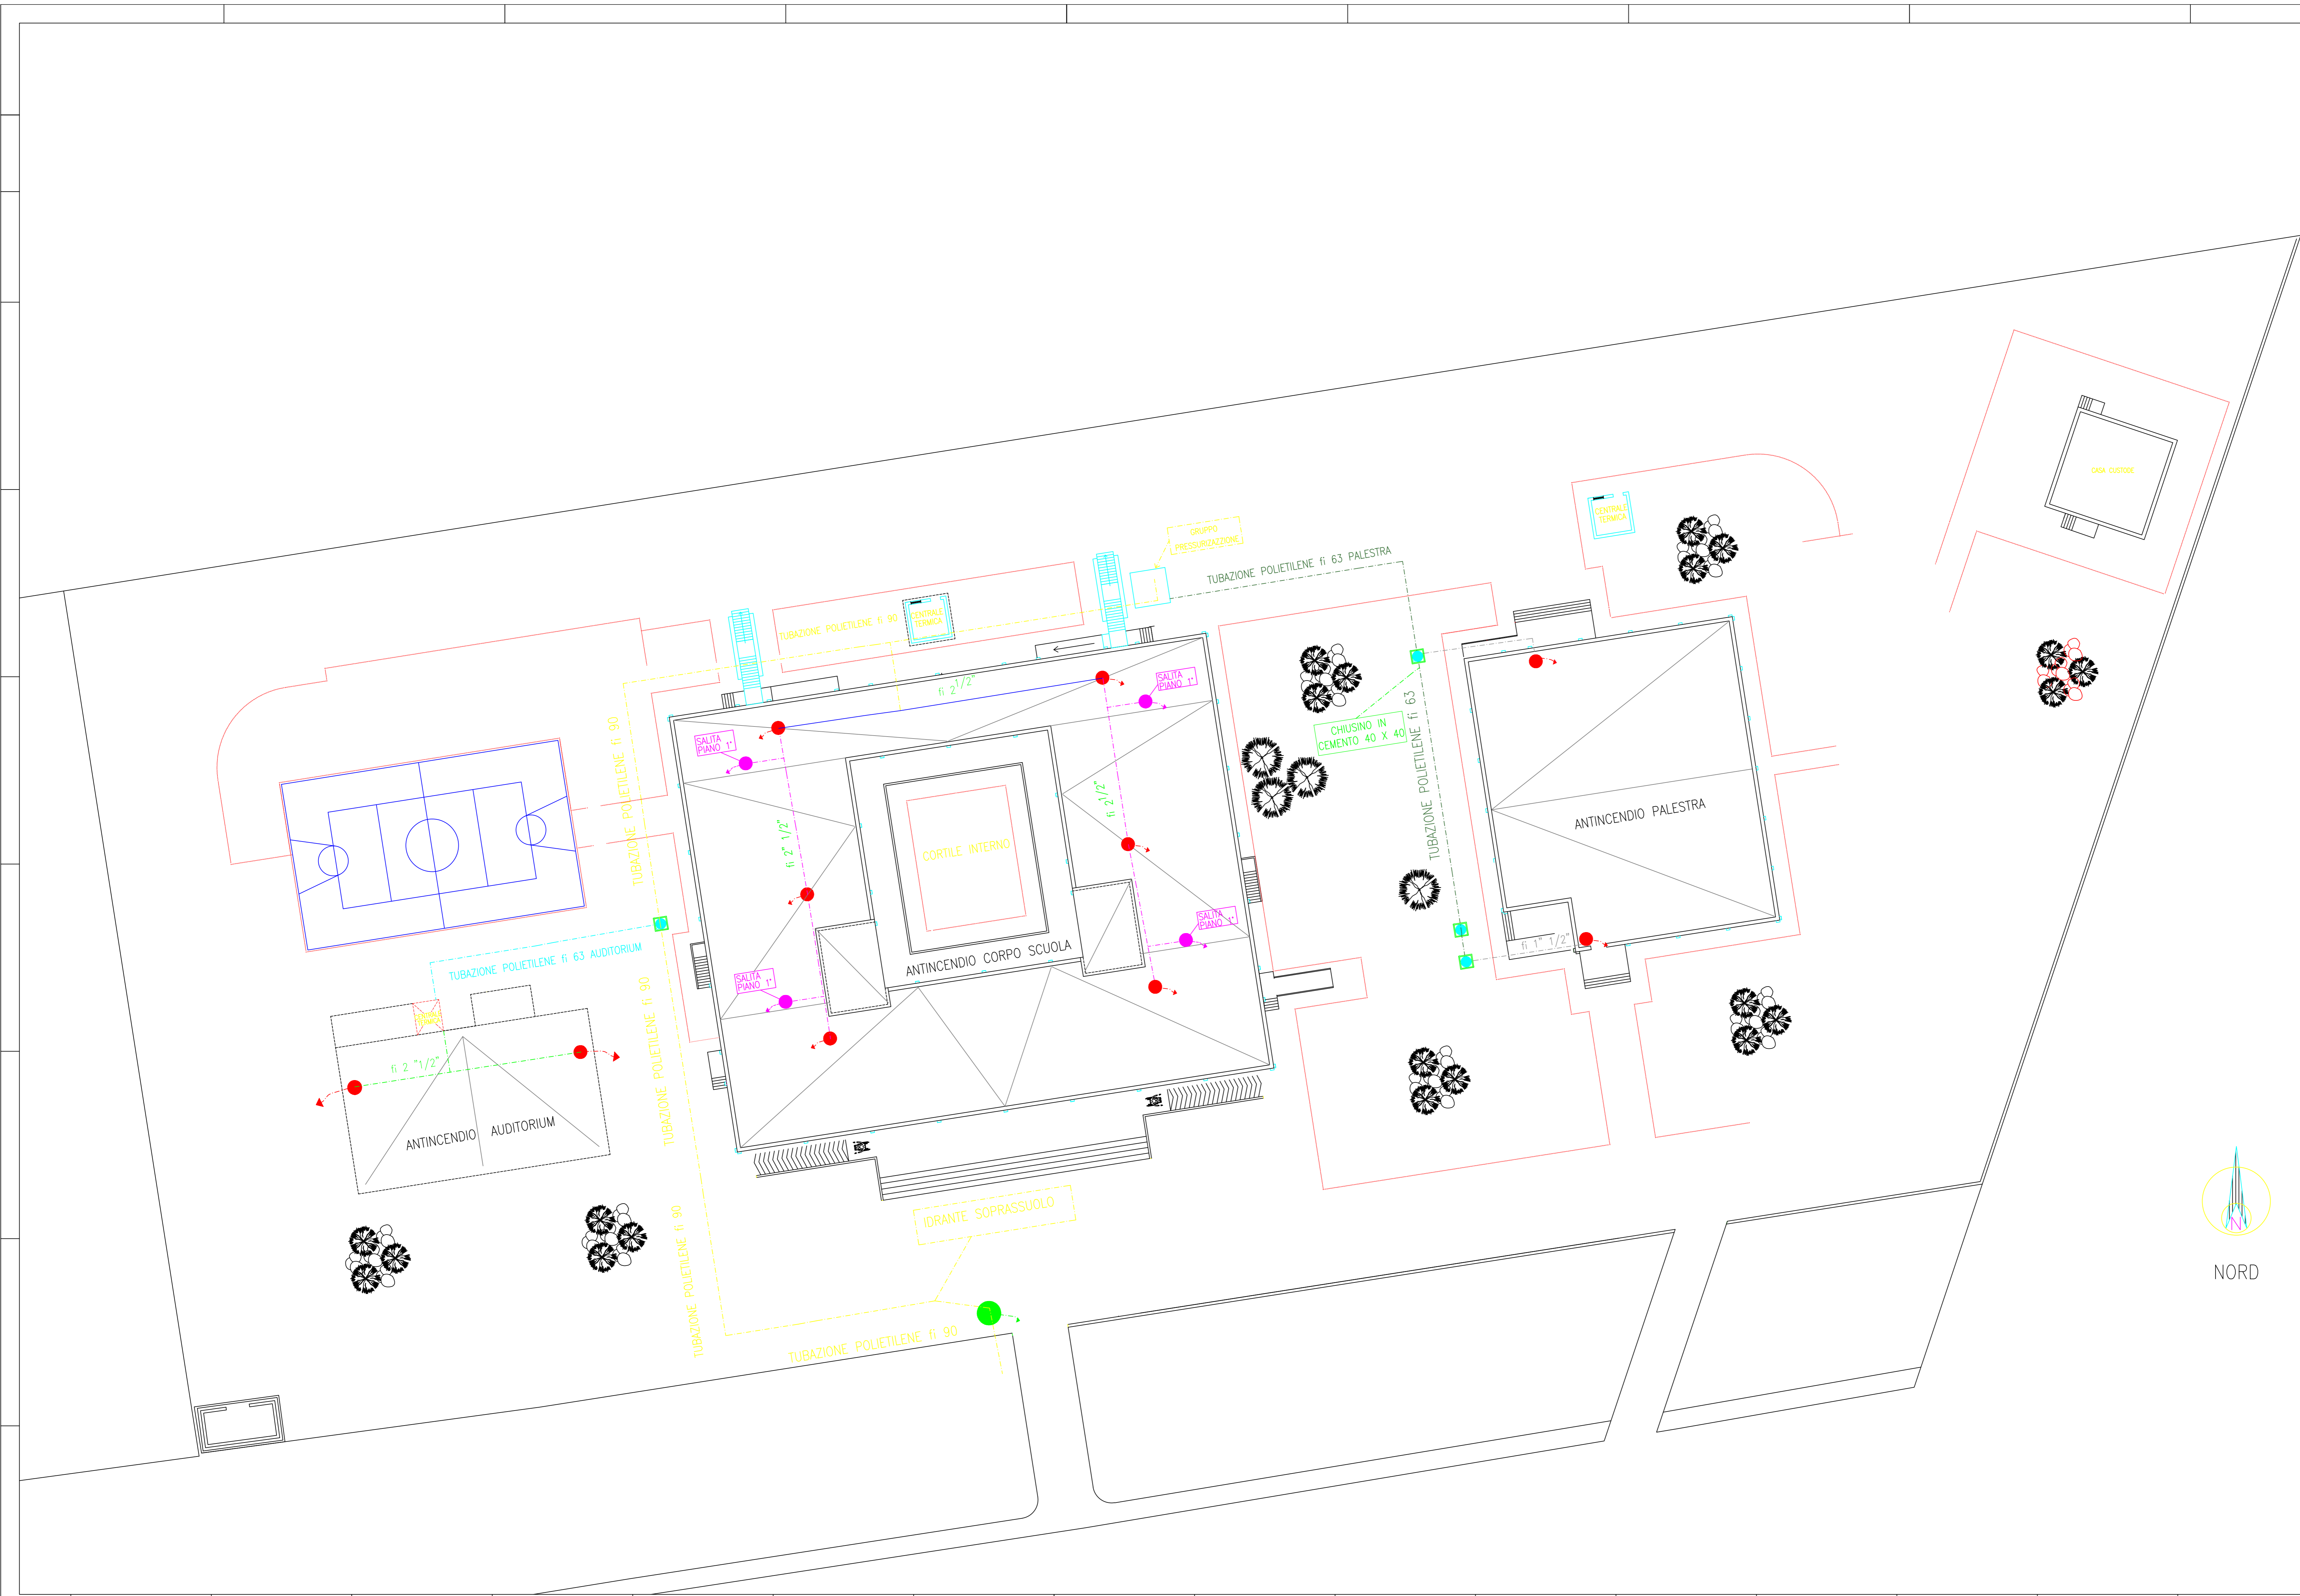 CASA CUSTODE
CENTRALE
TERMICA
GRUPPO
PRESSURIZZAZIONE
TUBAZIONE POLIETILENE fi 63 PALESTRA
TUBAZIONE POLIETILENE fi 90
CENTRALE
TERMICA
fi 2 1/2"
SALITA
PIANO 1°
SALITA
PIANO 1°
CHIUSINO IN
CEMENTO 40 X 40
TUBAZIONE POLIETILENE fi 63
TUBAZIONE POLIETILENE fi 90
fi 2" 1/2"
fi 2 1/2"
CORTILE INTERNO
ANTINCENDIO PALESTRA
TUBAZIONE POLIETILENE fi 63 AUDITORIUM
ANTINCENDIO CORPO SCUOLA
SALITA
PIANO 1°
SALITA
PIANO 1°
fi 1" 1/2"
fi 2 "1/2"
ANTINCENDIO AUDITORIUM
TUBAZIONE POLIETILENE fi 90
IDRANTE SOPRASSUOLO
TUBAZIONE POLIETILENE fi 90
TUBAZIONE POLIETILENE fi 90
N
NORD